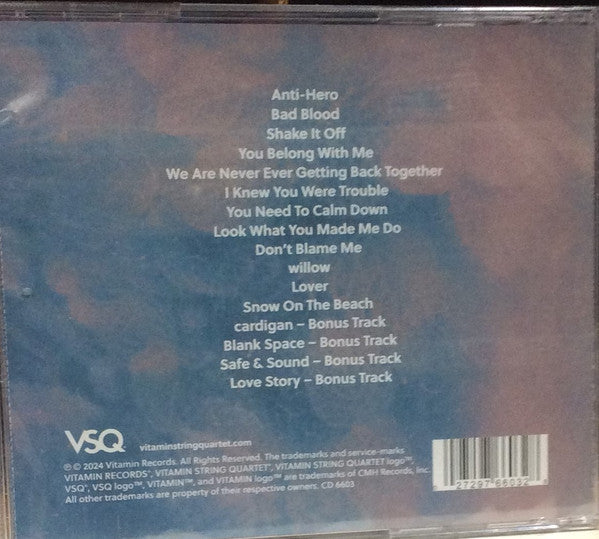 Anti-Hero
Bad Blood
Shake It Off
You Belong With Me
We Are Never Ever Getting Back Together
I Knew You Were Trouble
You Need To Calm Down
Look What You Made Me Do
Don't Blame Me
willow
Lover
Snow On The Beach
cardigan – Bonus Track
Blank Space – Bonus Track
Safe & Sound – Bonus Track
Love Story – Bonus Track
VSQ vitaminstringquartet.com
℗ © 2024 Vitamin Records. All Rights Reserved. The trademarks and service-marks
VITAMIN RECORDS®, VITAMIN STRING QUARTET®, VITAMIN STRING QUARTET logo™,
VSQ®, VSQ logo™, VITAMIN™, and VITAMIN logo™ are trademarks of CMH Records, Inc.
All other trademarks are property of their respective owners. CD 6603